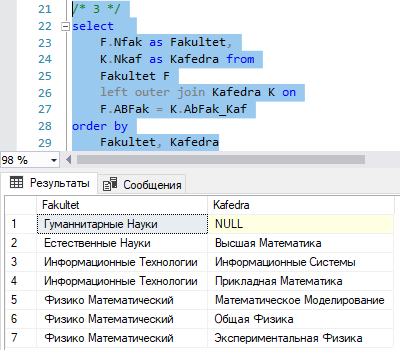 21 /* 3 */
22 select
23 F.Nfak as Fakultet,
24 K.Nkaf as Kafedra from
25 Fakultet F
26 left outer join Kafedra K on
27 F.ABFak = K.AbFak_Kaf
28 order by
29 Fakultet, Kafedra
98 %
Результаты Сообщения
Fakultet Kafedra
1 Гуманнитарные Науки NULL
2 Естественные Науки Высшая Математика
3 Информационные Технологии Информационные Системы
4 Информационные Технологии Прикладная Математика
5 Физико Математический Математическое Моделирование
6 Физико Математический Общая Физика
7 Физико Математический Экспериментальная Физика